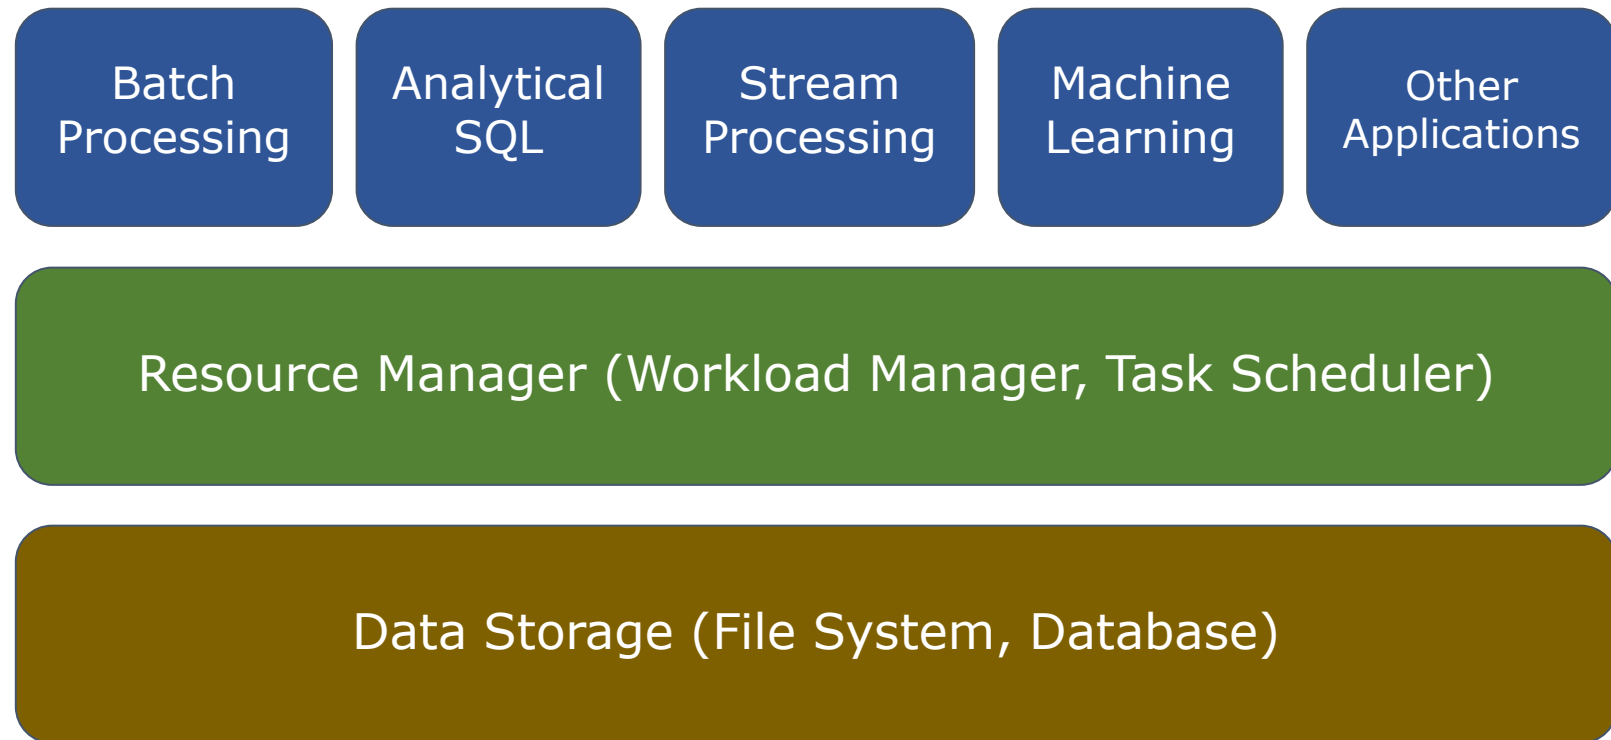 Batch
Processing
Analytical
SQL
Stream
Processing
Machine
Learning
Other
Applications
Resource Manager (Workload Manager, Task Scheduler)
Data Storage (File System, Database)